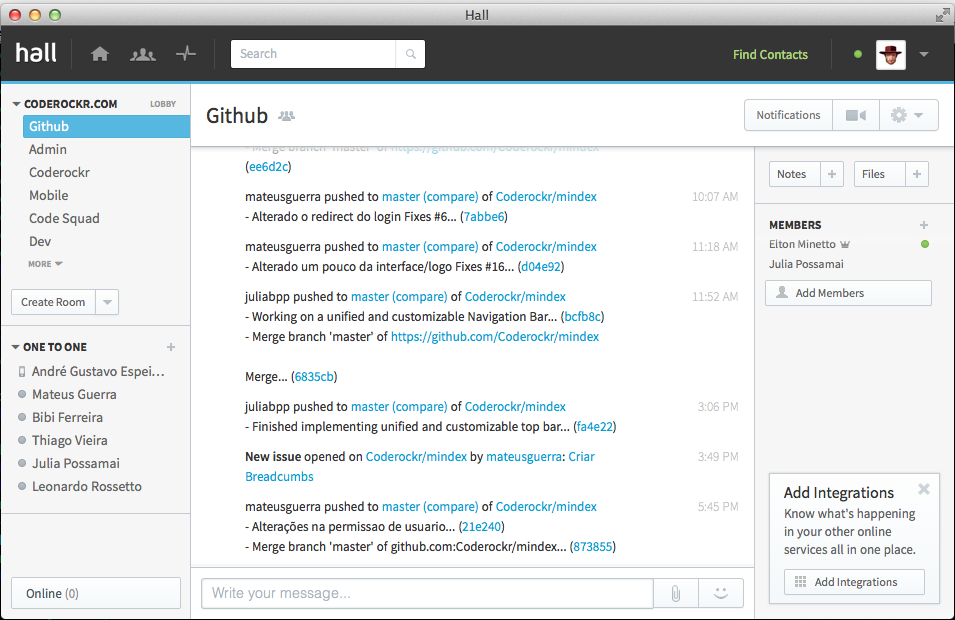 Hall
hall
Search
Find Contacts
CODEROCKR.COM LOBBY
Github
Admin
Coderockr
Mobile
Code Squad
Dev
MORE
Create Room
ONE TO ONE +
André Gustavo Espei...
Mateus Guerra
Bibi Ferreira
Thiago Vieira
Julia Possamai
Leonardo Rossetto
Online (0)
Github
Notifications
- Merge branch 'master' of https://github.com/Coderockr/mindex
(ee6d2c)
mateusguerra pushed to master (compare) of Coderockr/mindex 10:07 AM
- Alterado o redirect do login Fixes #6... (7abbe6)
mateusguerra pushed to master (compare) of Coderockr/mindex 11:18 AM
- Alterado um pouco da interface/logo Fixes #16... (d04e92)
juliabpp pushed to master (compare) of Coderockr/mindex 11:52 AM
- Working on a unified and customizable Navigation Bar... (bcfb8c)
- Merge branch 'master' of https://github.com/Coderockr/mindex
Merge... (6835cb)
juliabpp pushed to master (compare) of Coderockr/mindex 3:06 PM
- Finished implementing unified and customizable top bar... (fa4e22)
New issue opened on Coderockr/mindex by mateusguerra: Criar 3:49 PM
Breadcumbs
mateusguerra pushed to master (compare) of Coderockr/mindex 5:45 PM
- Alterações na permissao de usuario... (21e240)
- Merge branch 'master' of github.com:Coderockr/mindex... (873855)
Write your message...
Notes + Files +
MEMBERS +
Elton Minetto
Julia Possamai
Add Members
Add Integrations
Know what's happening
in your other online
services all in one place.
Add Integrations